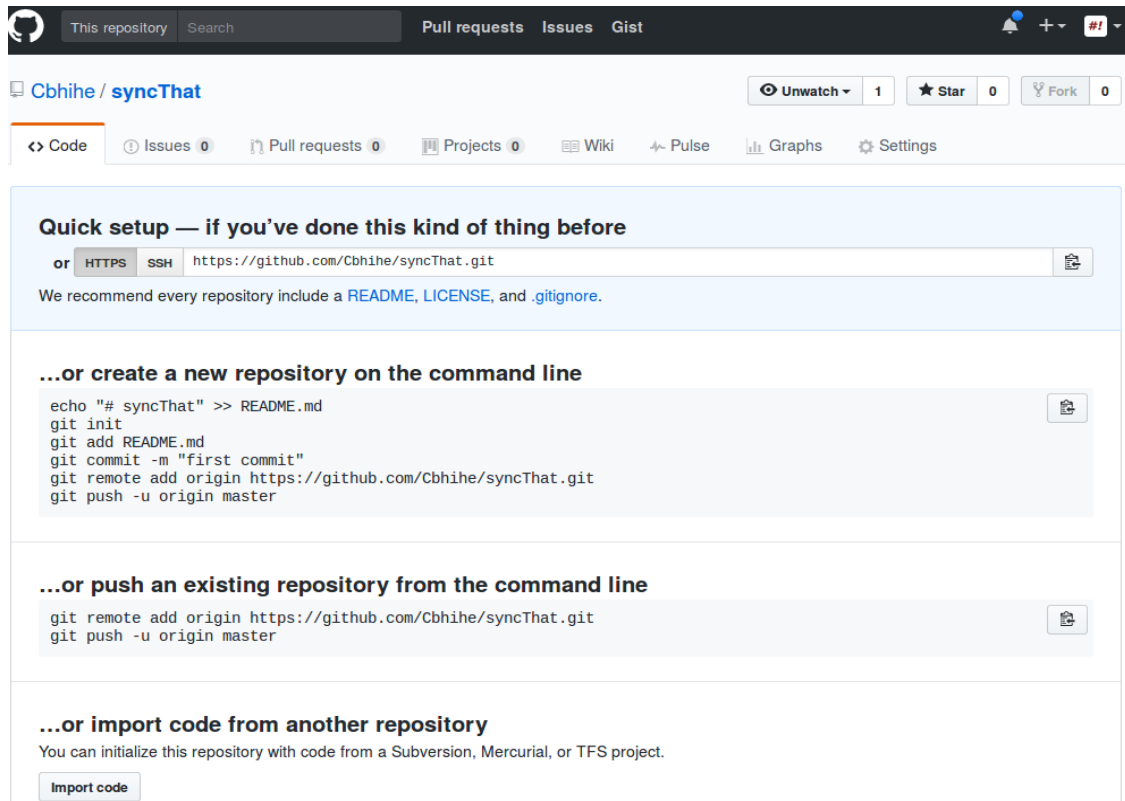 This repository Search Pull requests Issues Gist #!
Cbhihe / syncThat Unwatch 1 Star 0 Fork 0
<> Code Issues 0 Pull requests 0 Projects 0 Wiki Pulse Graphs Settings
Quick setup — if you’ve done this kind of thing before
or HTTPS SSH https://github.com/Cbhihe/syncThat.git
We recommend every repository include a README, LICENSE, and .gitignore.
…or create a new repository on the command line
echo "# syncThat" >> README.md
git init
git add README.md
git commit -m "first commit"
git remote add origin https://github.com/Cbhihe/syncThat.git
git push -u origin master
…or push an existing repository from the command line
git remote add origin https://github.com/Cbhihe/syncThat.git
git push -u origin master
…or import code from another repository
You can initialize this repository with code from a Subversion, Mercurial, or TFS project.
Import code